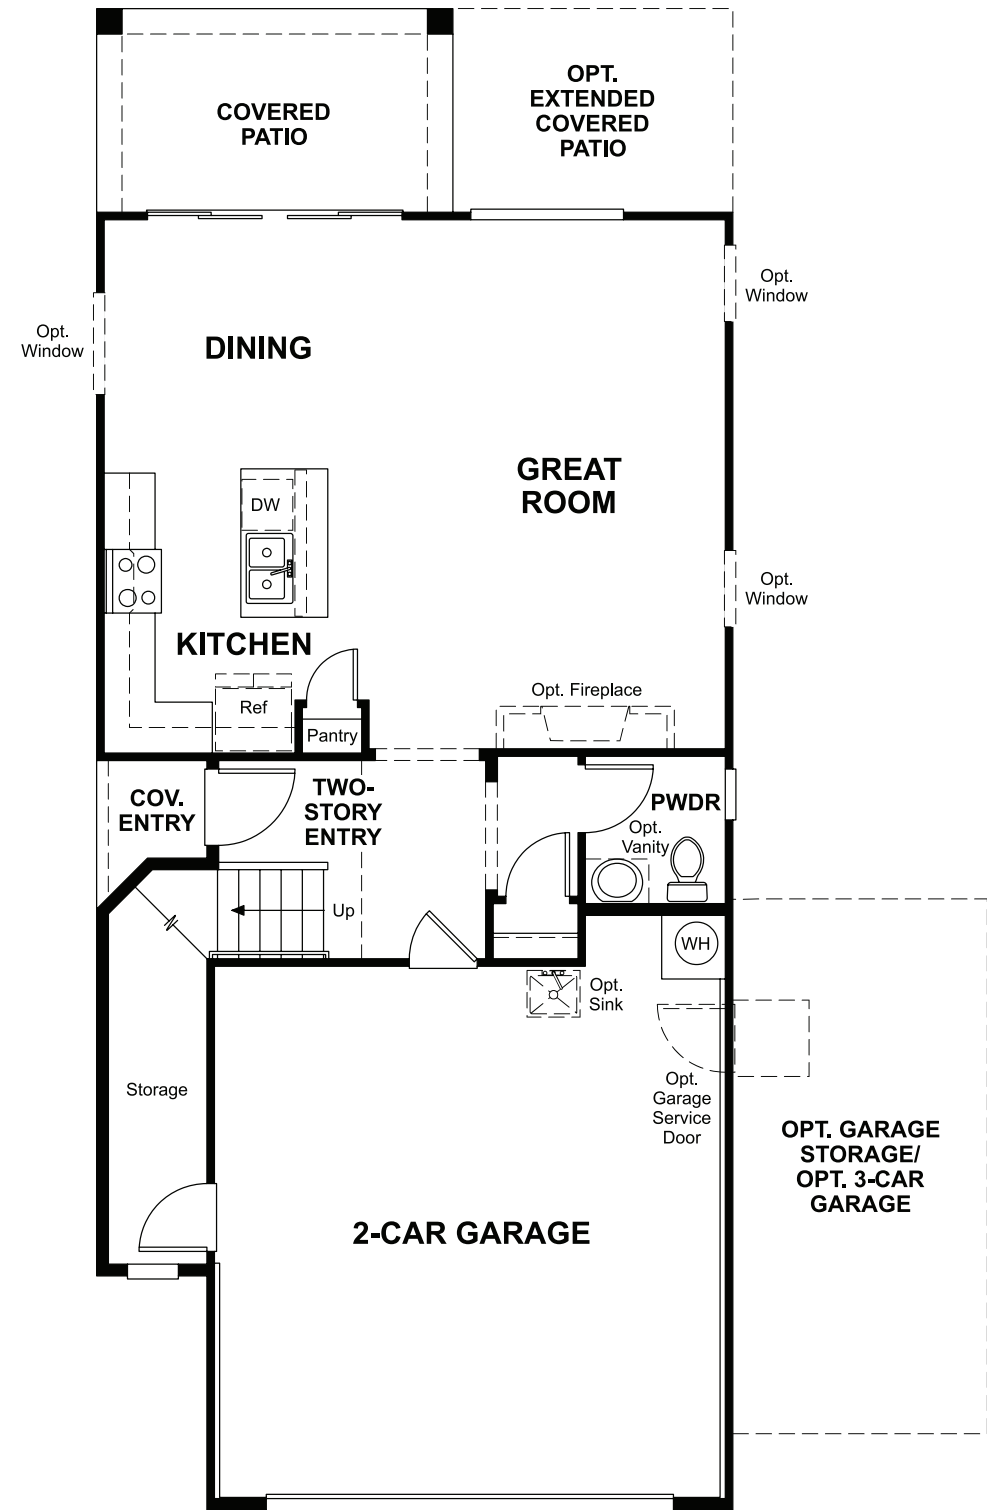 COVERED
PATIO
OPT.
EXTENDED
COVERED
PATIO
Opt.
Window
Opt.
Window
DINING
GREAT
ROOM
DW
Opt.
Window
KITCHEN
Opt. Fireplace
Ref
Pantry
COV.
ENTRY
TWO-
STORY
ENTRY
PWDR
Opt.
Vanity
Up
WH
Opt.
Sink
Storage
Opt.
Garage
Service
Door
OPT. GARAGE
STORAGE/
OPT. 3-CAR
GARAGE
2-CAR GARAGE